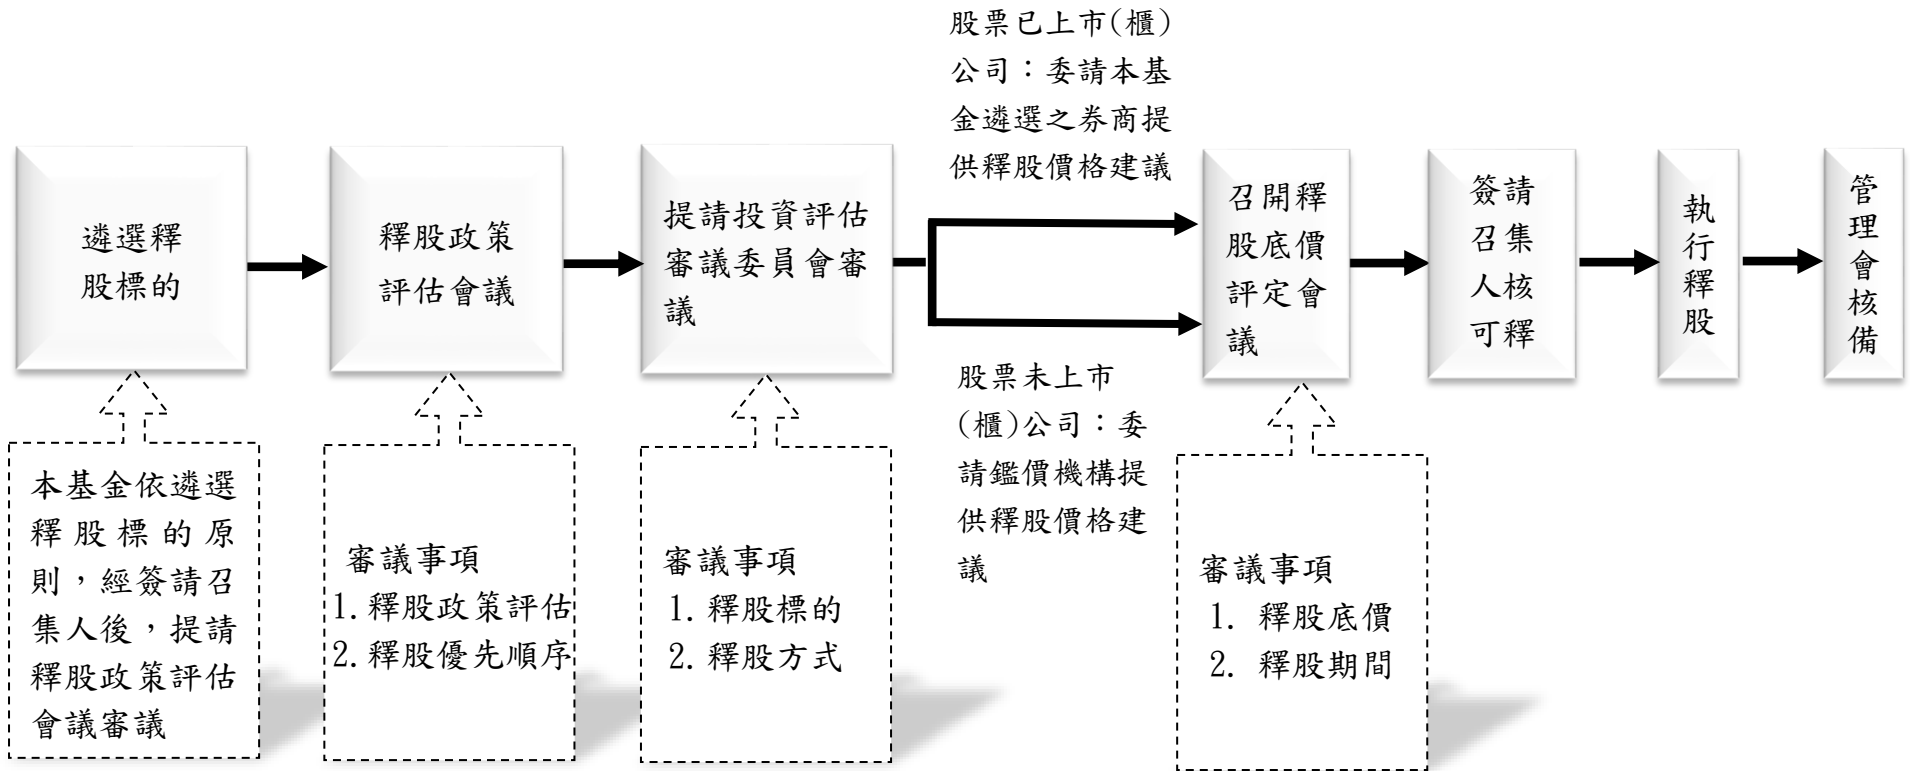 股票已上市(櫃)
公司：委請本基
金遴選之券商提
供釋股價格建議
遴選釋
股標的
釋股政策
評估會議
提請投資評估
審議委員會審
議
召開釋
股底價
評定會
議
簽請
召集
人核
可釋
執行釋股
管理會核備
股票未上市
(櫃)公司：委
請鑑價機構提
供釋股價格建
議
本基金依遴選
釋股標的原
則，經簽請召
集人後，提請
釋股政策評估
會議審議
審議事項
1.釋股政策評估
2.釋股優先順序
審議事項
1.釋股標的
2.釋股方式
審議事項
1. 釋股底價
2. 釋股期間